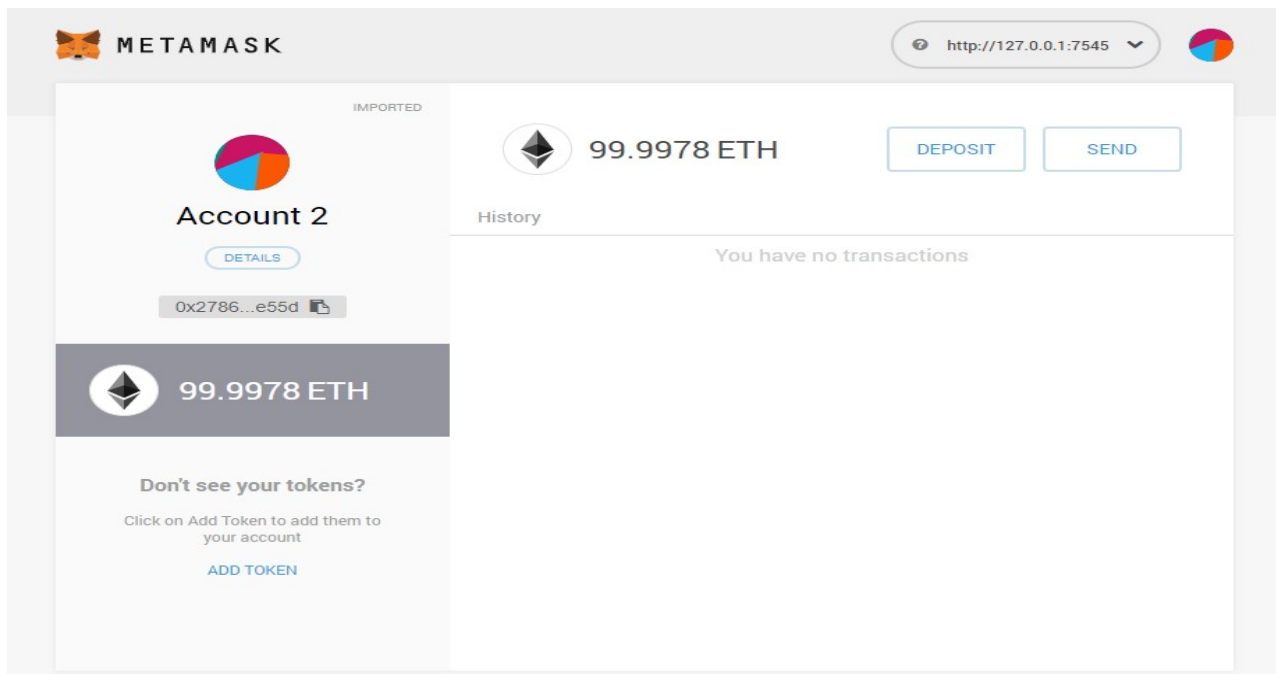 METAMASK
http://127.0.0.1:7545
IMPORTED
Account 2
DETAILS
0x2786...e55d
99.9978 ETH
Don't see your tokens?
Click on Add Token to add them to
your account
ADD TOKEN
99.9978 ETH
DEPOSIT
SEND
History
You have no transactions